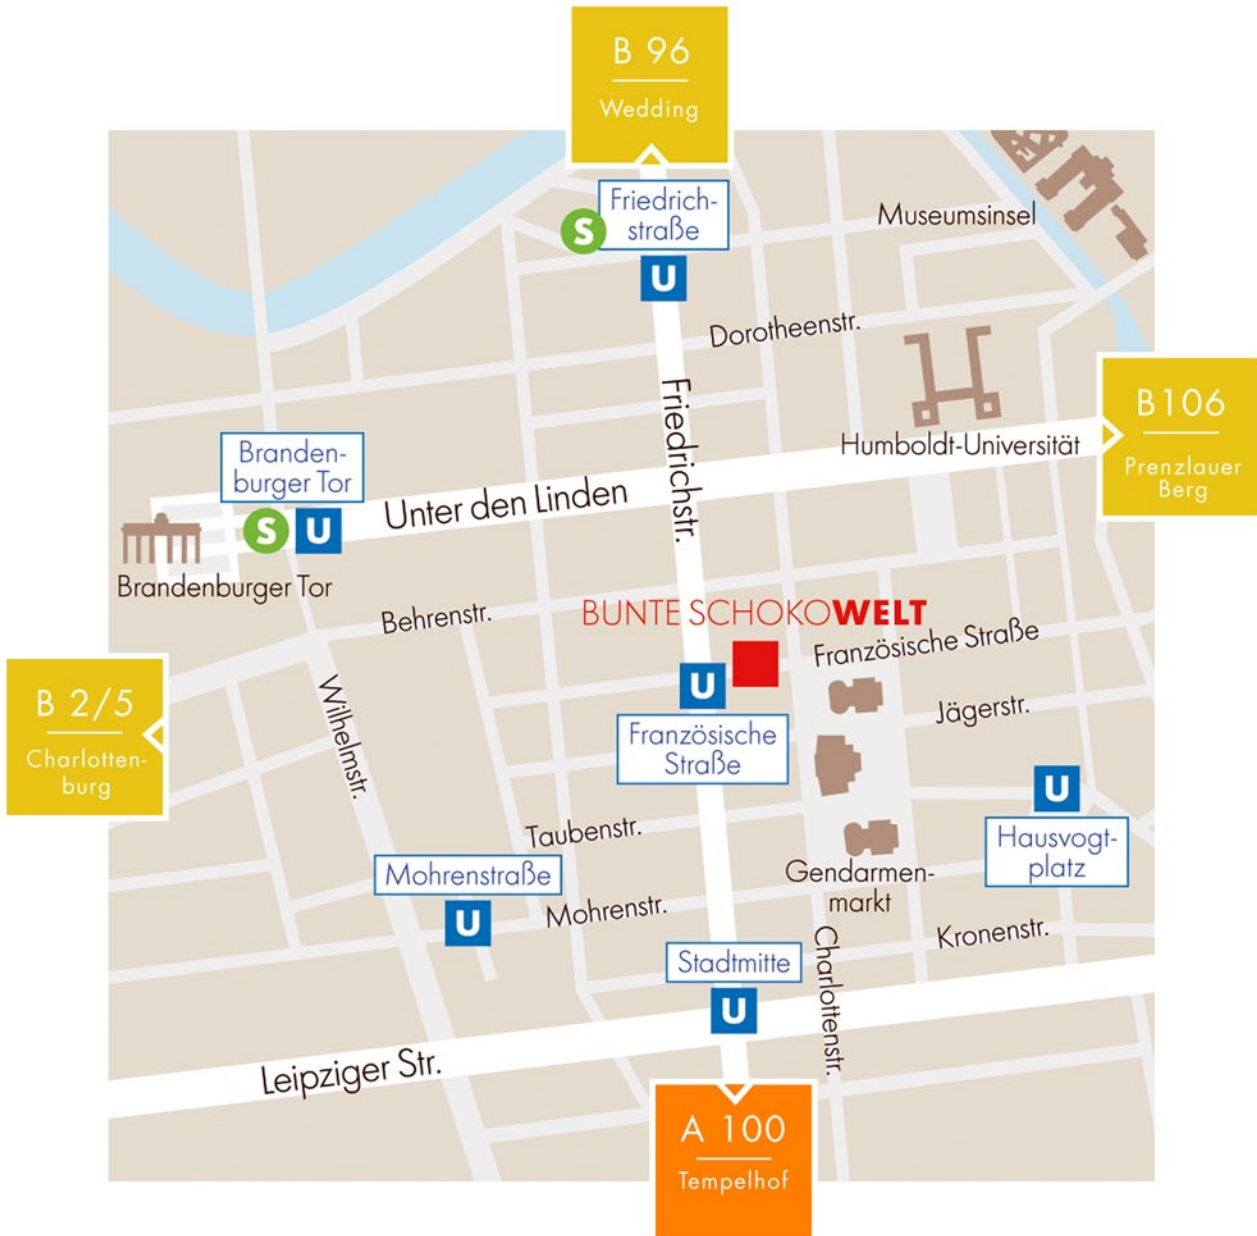 B 96
Wedding
Friedrich-
straße
S
U
Museumsinsel
Dorotheenstr.
Friedrichstr.
B106
Prenzlauer
Berg
Humboldt-Universität
Branden-
burger Tor
S
U
Unter den Linden
Brandenburger Tor
Behrenstr.
BUNTE SCHOKOWELT
Französische Straße
B 2/5
Charlotten-
burg
Wilhelmstr.
U
Französische
Straße
Jägerstr.
U
Hausvogt-
platz
Taubenstr.
Gendarmen-
markt
Mohrenstraße
U
Mohrenstr.
Kronenstr.
Stadtmitte
U
Charlottenstr.
Leipziger Str.
A 100
Tempelhof